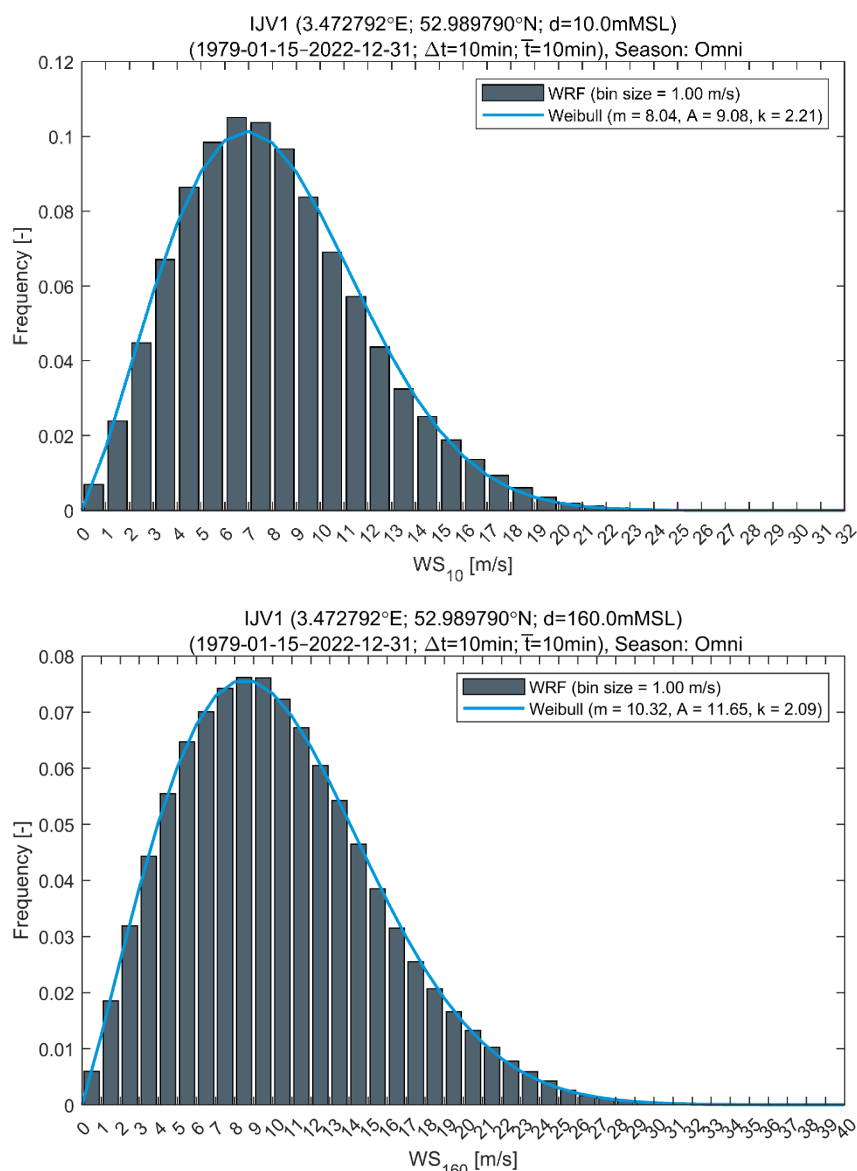 IJV1 (3.472792°E; 52.989790°N; d=10.0mMSL)
(1979-01-15–2022-12-31; Δt=10min; t̅=10min), Season: Omni
0.12
0.1
0.08
0.06
0.04
0.02
0
Frequency [-]
WRF (bin size = 1.00 m/s)
Weibull (m = 8.04, A = 9.08, k = 2.21)
0 1 2 3 4 5 6 7 8 9 10 11 12 13 14 15 16 17 18 19 20 21 22 23 24 25 26 27 28 29 30 31 32
WS10 [m/s]
IJV1 (3.472792°E; 52.989790°N; d=160.0mMSL)
(1979-01-15–2022-12-31; Δt=10min; t̅=10min), Season: Omni
0.08
0.07
0.06
0.05
0.04
0.03
0.02
0.01
0
Frequency [-]
WRF (bin size = 1.00 m/s)
Weibull (m = 10.32, A = 11.65, k = 2.09)
0 1 2 3 4 5 6 7 8 9 10 11 12 13 14 15 16 17 18 19 20 21 22 23 24 25 26 27 28 29 30 31 32 33 34 35 36 37 38 39 40
WS160 [m/s]